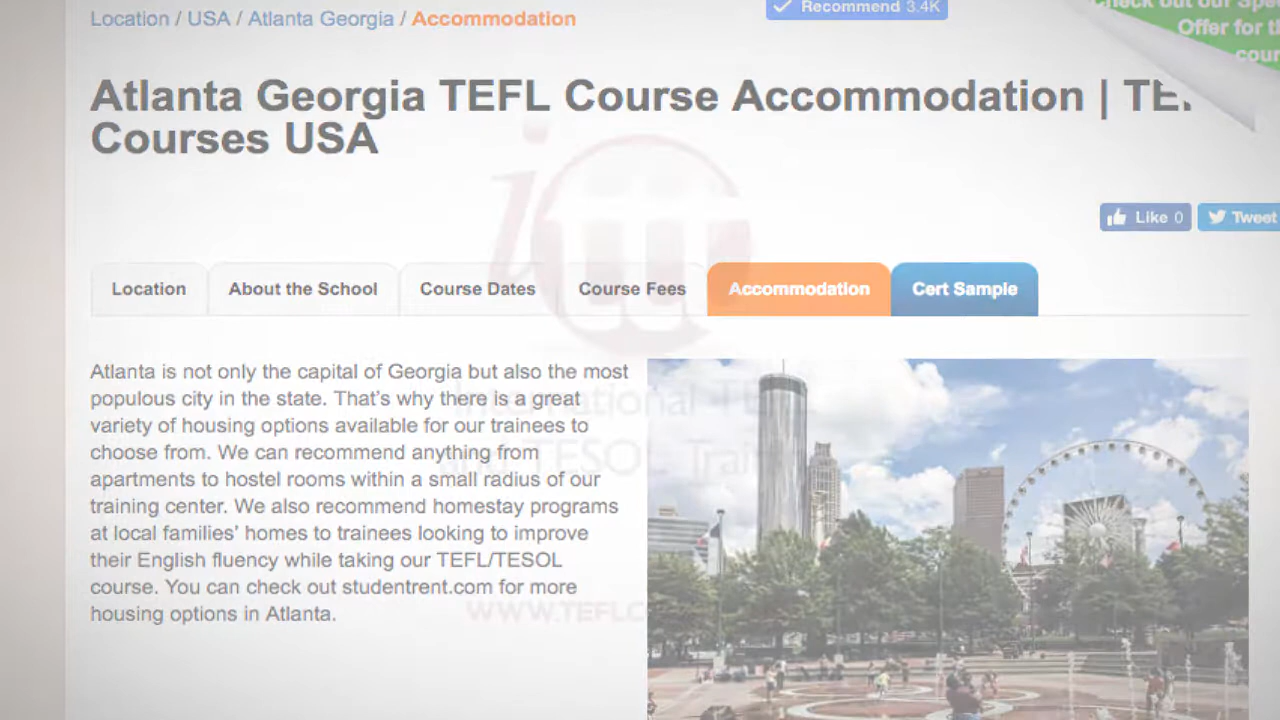 Location / USA / Atlanta Georgia / Accommodation
Recommend 3.4K
Offer for
Atlanta Georgia TEFL Course Accommodation |
Courses USA
Like 0
Tweet
Location
About the School
Course Dates
Course Fees
Accommodation
Cert Sample
Atlanta is not only the capital of Georgia but also the most
populous city in the state. That's why there is a great
variety of housing options available for our trainees to
choose from. We can recommend anything from
apartments to hostel rooms within a small radius of our
training center. We also recommend homestay programs
at local families' homes to trainees looking to improve
their English fluency while taking our TEFL/TESOL
course. You can check out studentrent.com for more
housing options in Atlanta.
International
and TESOL